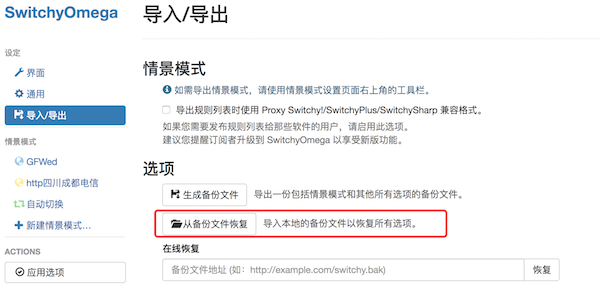 SwitchyOmega
设定
界面
通用
导入/导出
情景模式
GFWed
http四川成都电信
自动切换
新建情景模式…
ACTIONS
应用选项
导入/导出
情景模式
如需导出情景模式，请使用情景模式设置页面右上角的工具栏。
导出规则列表时使用 Proxy Switchy!/SwitchyPlus/SwitchySharp 兼容格式。
如果您需要发布规则列表给那些软件的用户，请启用此选项。
建议您提醒订阅者升级到 SwitchyOmega 以享受新版功能。
选项
生成备份文件 导出一份包括情景模式和其他所有选项的备份文件。
从备份文件恢复 导入本地的备份文件以恢复所有选项。
在线恢复
备份文件地址 (如：http://example.com/switchy.bak) 恢复